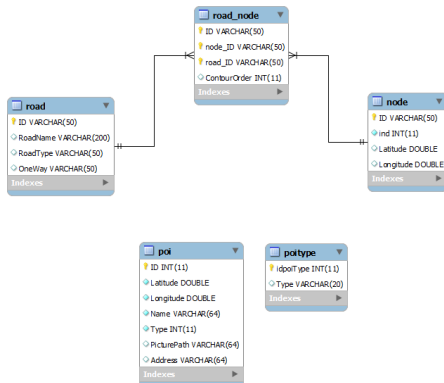 road_node
ID VARCHAR(50)
node_ID VARCHAR(50)
road_ID VARCHAR(50)
ContourOrder INT(11)
Indexes
road
ID VARCHAR(50)
RoadName VARCHAR(200)
RoadType VARCHAR(50)
OneWay VARCHAR(50)
Indexes
node
ID VARCHAR(50)
ind INT(11)
Latitude DOUBLE
Longitude DOUBLE
Indexes
poi
ID INT(11)
Latitude DOUBLE
Longitude DOUBLE
Name VARCHAR(64)
Type INT(11)
PicturePath VARCHAR(64)
Address VARCHAR(64)
Indexes
poitype
idpoiType INT(11)
Type VARCHAR(20)
Indexes